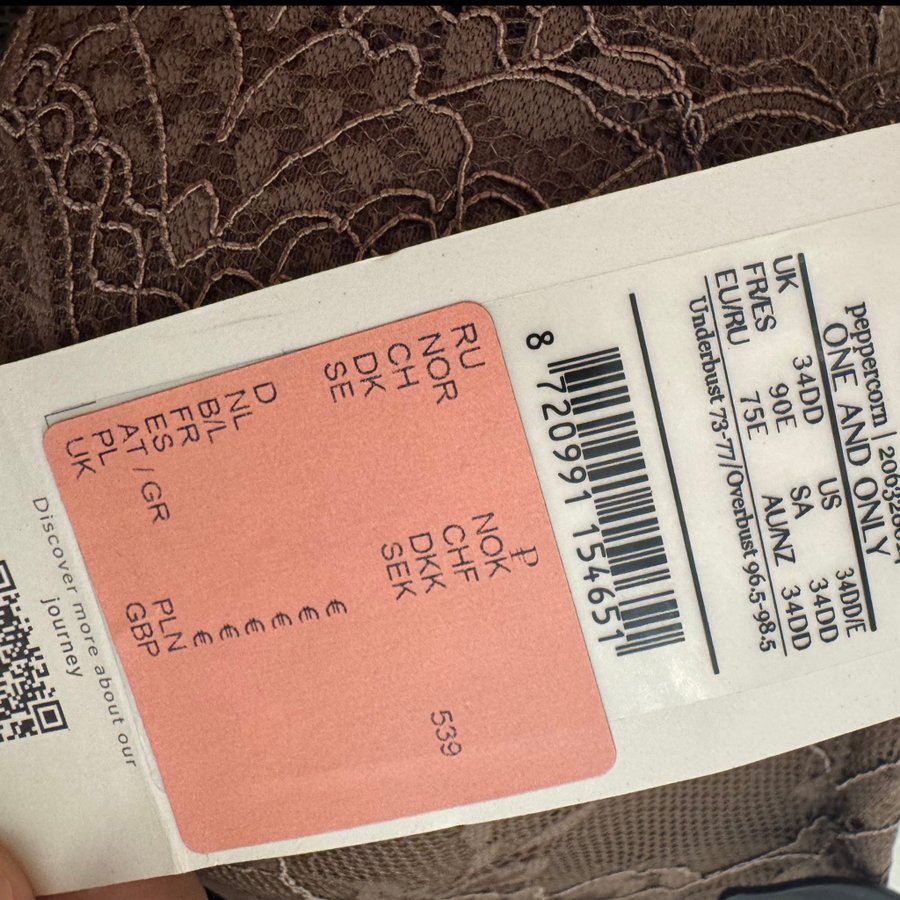 peppercorn |
ONE AND ONLY
UK 34DD US 34DD/E
FR/ES 90E SA 34DD
EU/RU 75E AU/NZ 34DD
Underbust 73-77/Overbust 96.5-98.5
8 720991 154651
RU ₽
NOR NOK
CH CHF
DK DKK
SE SEK 539
D €
NL €
B/L €
FR €
ES €
AT / GR €
PL PLN
UK GBP
Discover more about our
journey